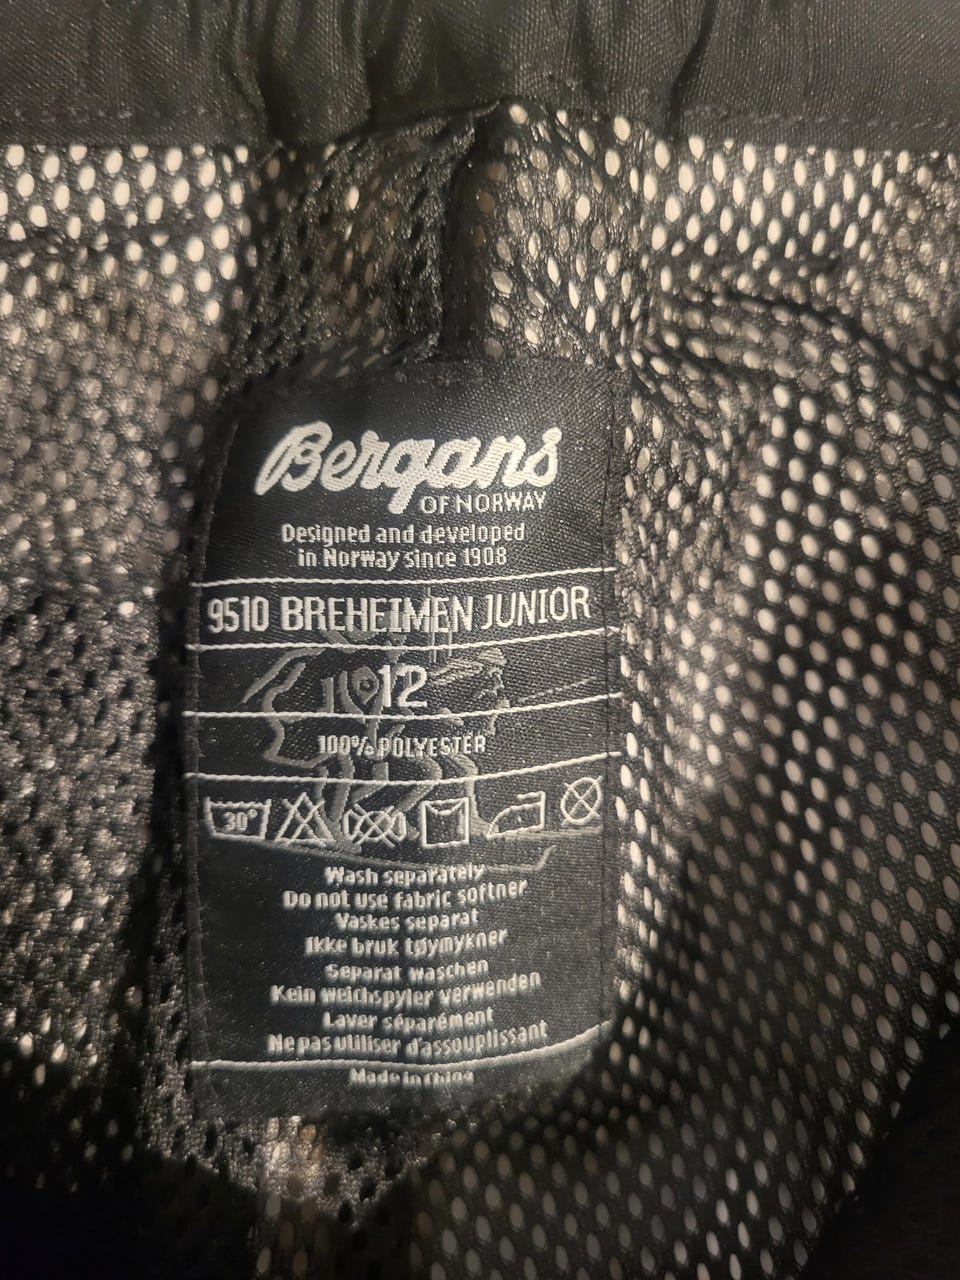 Bergans
OF NORWAY
Designed and developed
in Norway since 1908
9510 BREHEIMEN JUNIOR
12
100% POLYESTER
30°
Wash separately
Do not use fabric softner
Vaskes separat
Ikke bruk tøymykner
Separat waschen
Kein weichspyler verwenden
Laver séparément
Ne pas utiliser d'assouplissant
Made in China